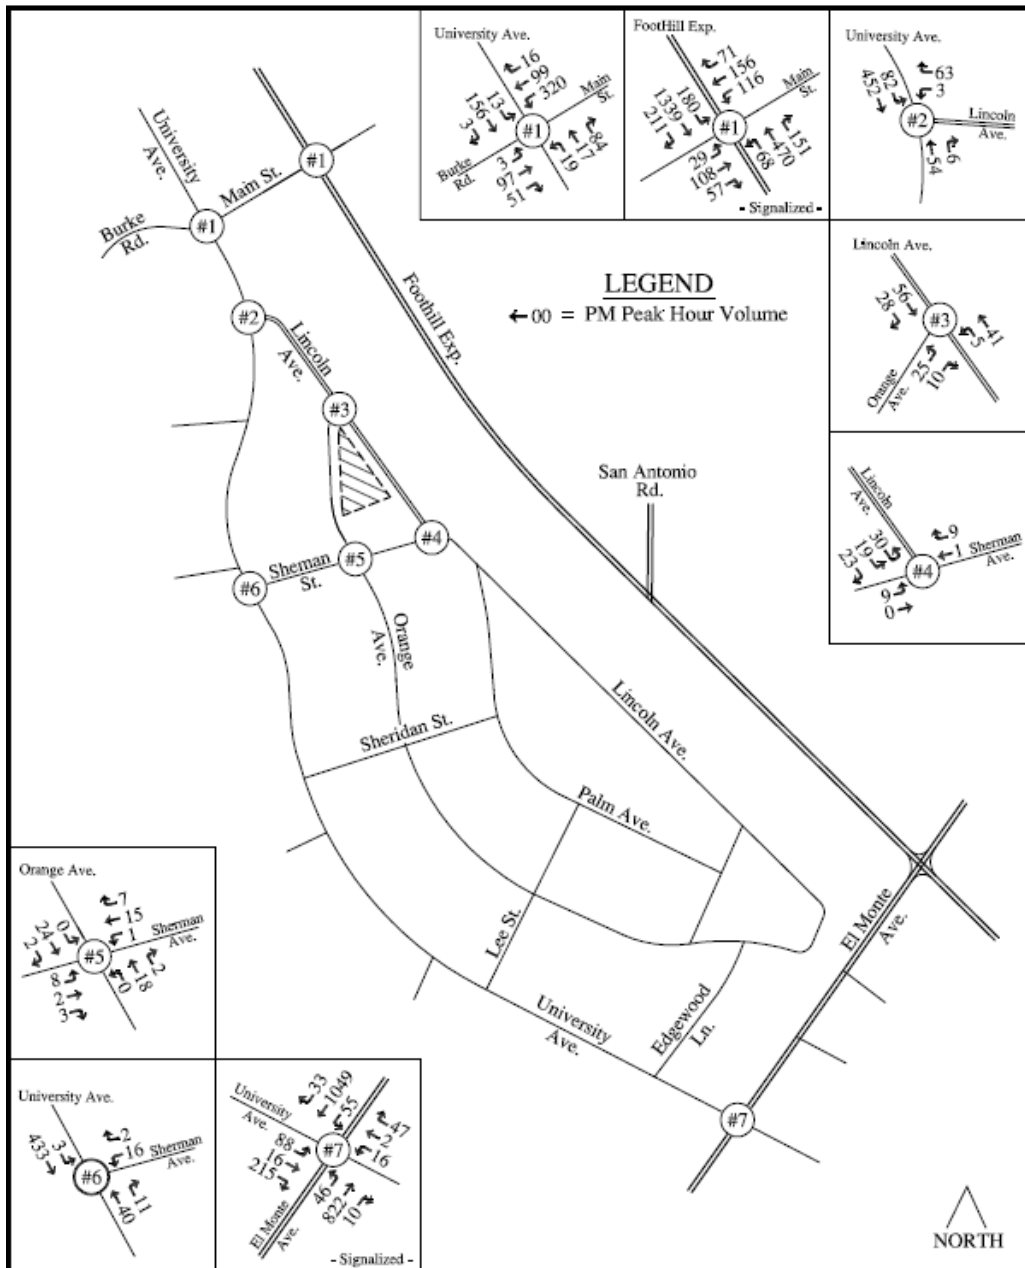 University Ave.
16
99
320
13
156
3
Main
St.
#1
Burke
Rd.
3
97
51
84
17
19
FootHill Exp.
71
156
116
180
1339
211
Main
St.
#1
29
108
57
151
470
68
- Signalized -
University Ave.
63
3
82
452
#2
Lincoln
Ave.
54
6
University
Ave.
#1
Main St.
#1
Burke
Rd.
#2
Lincoln
Ave.
Foothill Exp.
LEGEND
←00 = PM Peak Hour Volume
Lincoln Ave.
56
28
#3
41
5
Orange
Ave.
25
10
#3
San Antonio
Rd.
#4
#5
Sheman
St.
#6
Lincoln
Ave.
9
1
Sherman
Ave.
30
19
23
#4
9
0
Orange
Ave.
Sheridan St.
Lincoln Ave.
Palm Ave.
Lee St.
El Monte
Ave.
University
Ave.
Edgewood
Ln.
#7
Orange Ave.
7
15
1
0
24
2
Sherman
Ave.
#5
8
2
3
2
18
0
University Ave.
2
16
3
433
Sherman
Ave.
#6
11
40
33
1049
55
University
Ave.
47
2
16
88
16
215
#7
46
822
10
El Monte
Ave.
- Signalized -
NORTH